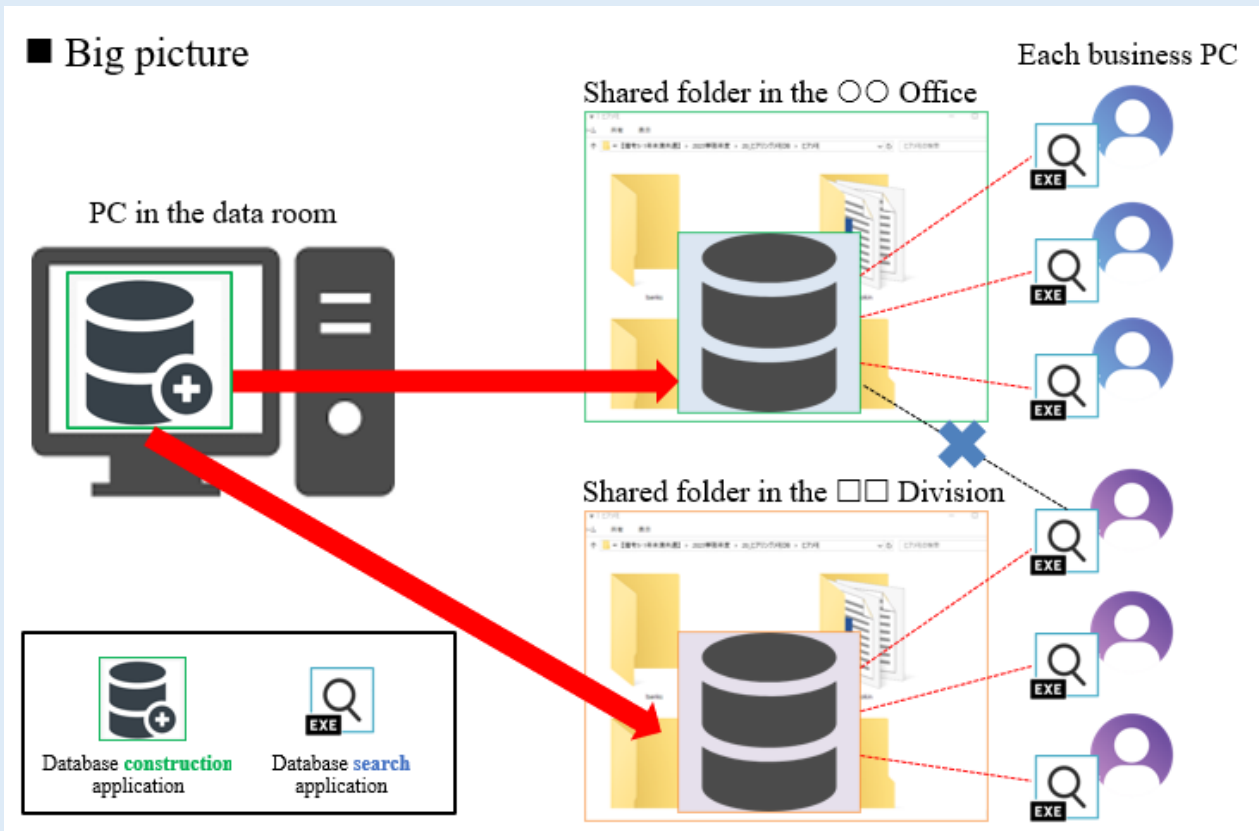 ■ Big picture
Each business PC
Shared folder in the ○○ Office
PC in the data room
EXE
EXE
EXE
Shared folder in the □□ Division
EXE
EXE
EXE
EXE
Database construction
application
Database search
application